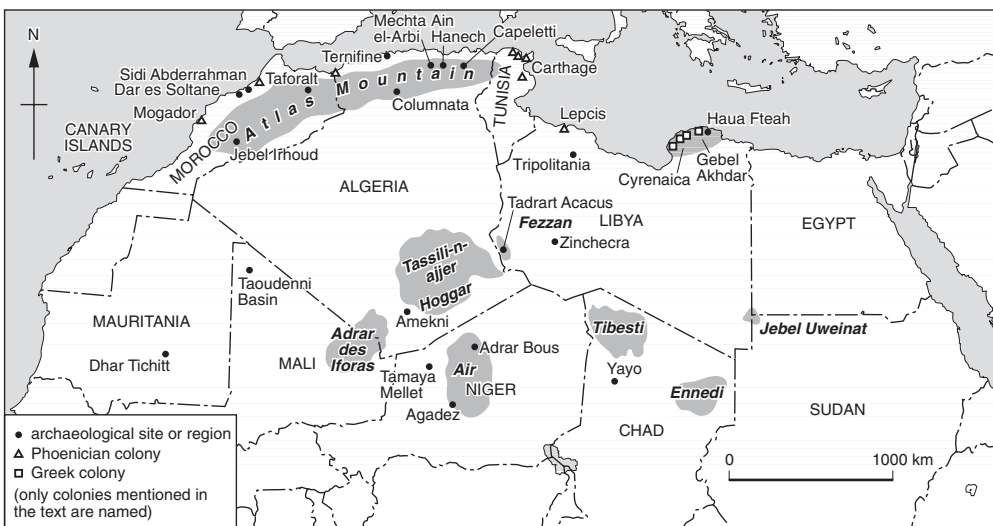 N
Mechta
el-Arbi
Ain
Hanech
Capeletti
Ternifine
Carthage
Sidi Abderrahman
Dar es Soltane
Taforalt
Atlas Mountain
TUNISIA
Mogador
Columnata
CANARY
ISLANDS
MOROCCO
Jebel Irhoud
Lepcis
Haua Fteah
Tripolitania
Cyrenaica
Gebel
Akhdar
ALGERIA
Tadrart Acacus
Fezzan
LIBYA
EGYPT
Zinchecra
Tassili-n-
ajjer
Hoggar
Taoudenni
Basin
Amekni
MAURITANIA
Adrar
des
Iforas
Tibesti
Jebel Uweinat
Dhar Tichitt
MALI
Adrar Bous
Tamaya
Mellet
Air
NIGER
Yayo
Agadez
Ennedi
SUDAN
CHAD
archaeological site or region
Phoenician colony
Greek colony
(only colonies mentioned in
the text are named)
0 1000 km